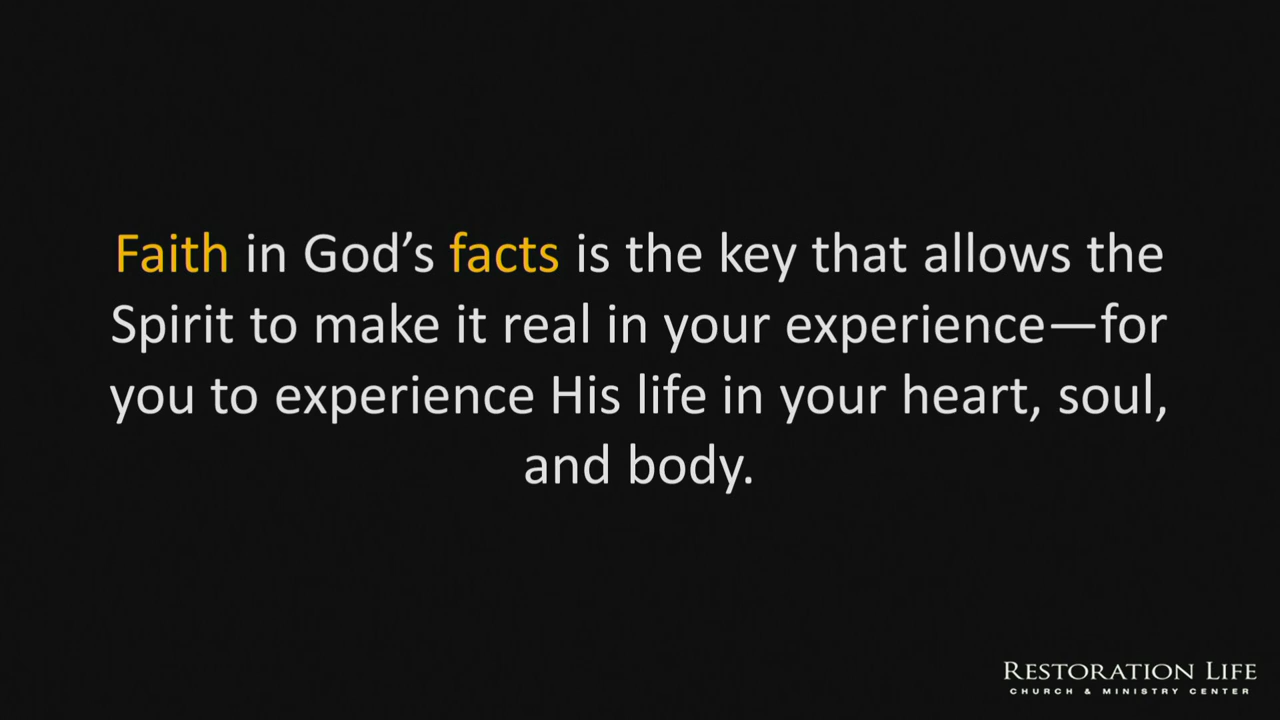 Faith in God’s facts is the key that allows the
Spirit to make it real in your experience—for
you to experience His life in your heart, soul,
and body.
RESTORATION LIFE
CHURCH & MINISTRY CENTER